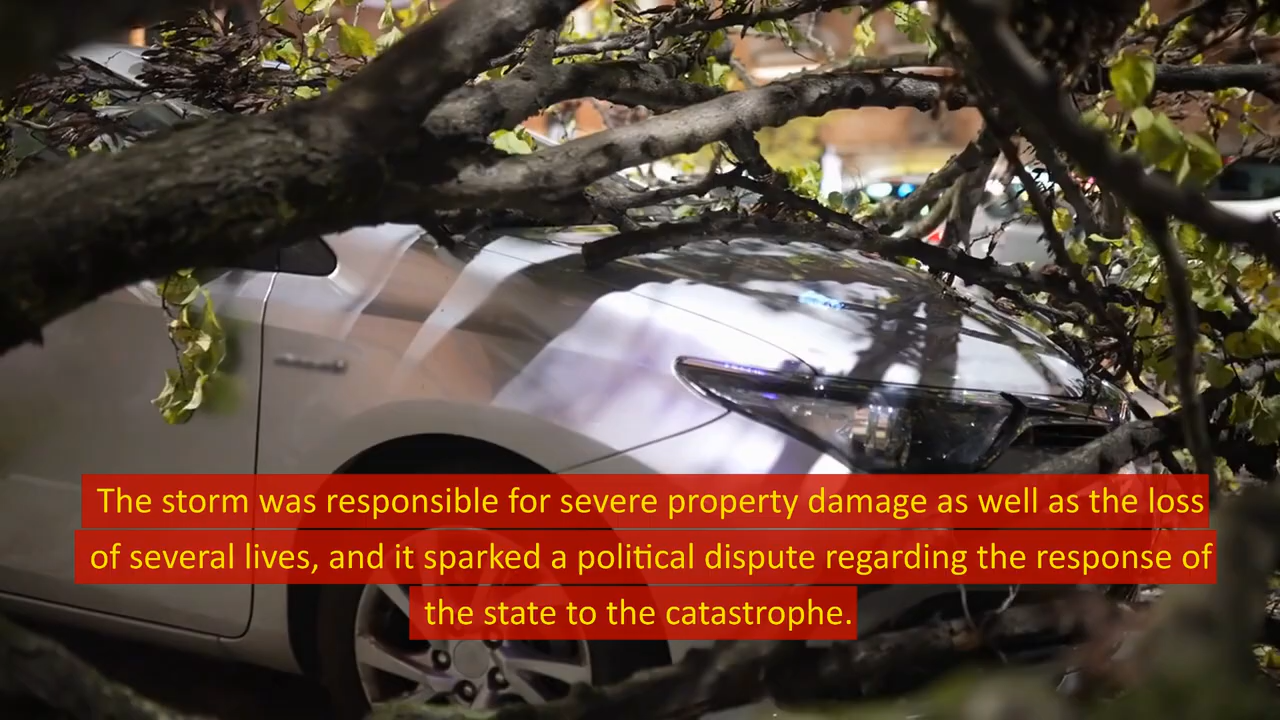 The storm was responsible for severe property damage as well as the loss
of several lives, and it sparked a political dispute regarding the response of
the state to the catastrophe.